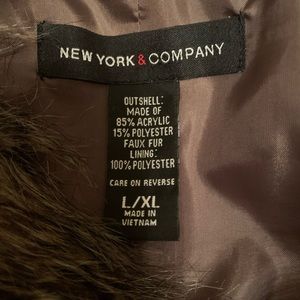 NEW YORK & COMPANY
OUTSHELL:
MADE OF
85% ACRYLIC
15% POLYESTER
FAUX FUR
LINING:
100% POLYESTER
CARE ON REVERSE
L/XL
MADE IN
VIETNAM